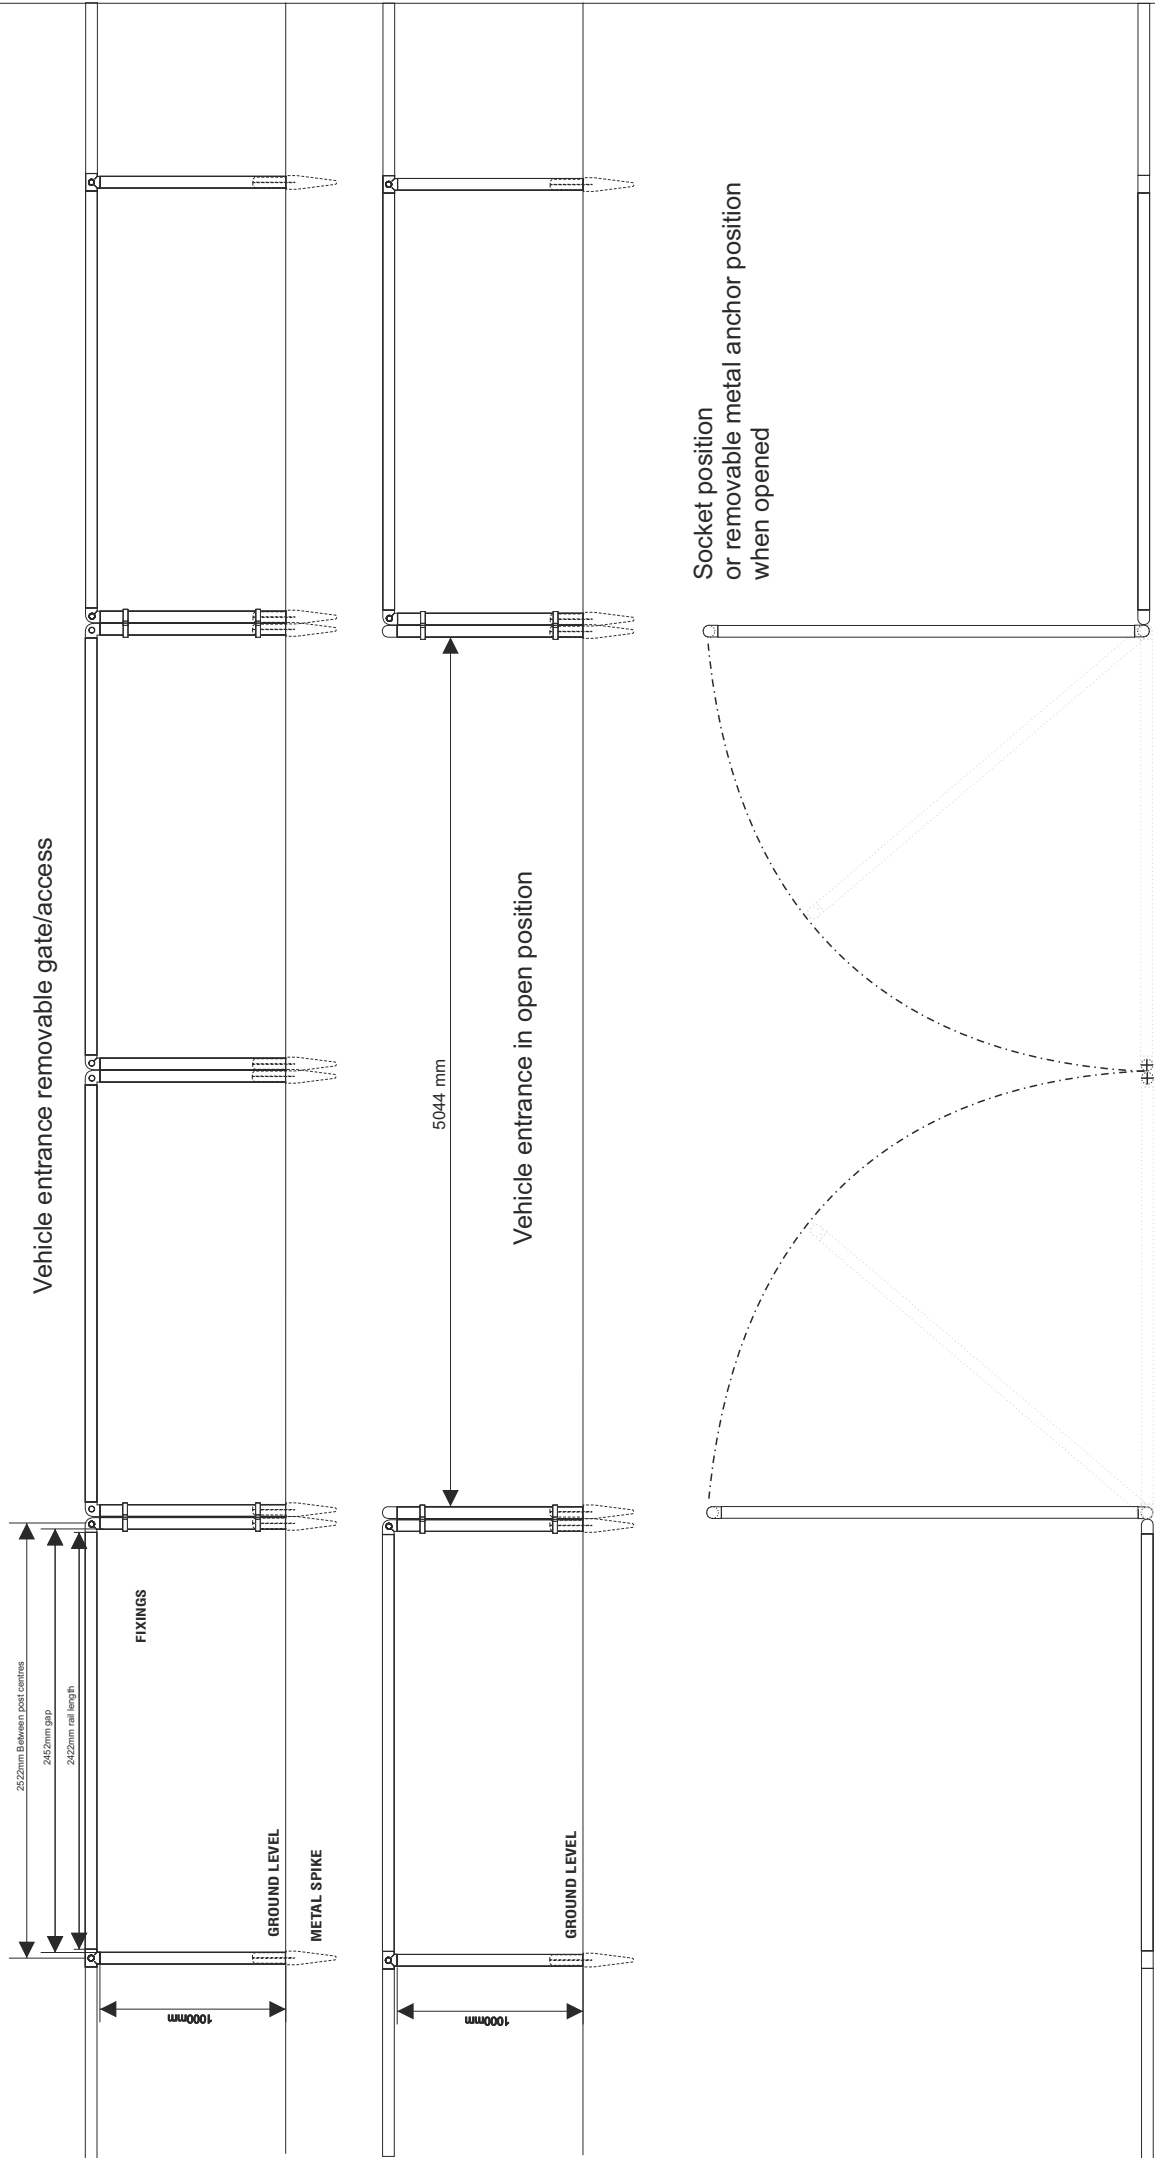 Vehicle entrance removable gate/access
2522mm Between post centres
2452mm gap
2422mm rail length
FIXINGS
1000mm
GROUND LEVEL
METAL SPIKE
5044 mm
Vehicle entrance in open position
1000mm
GROUND LEVEL
Socket position
or removable metal anchor position
when opened